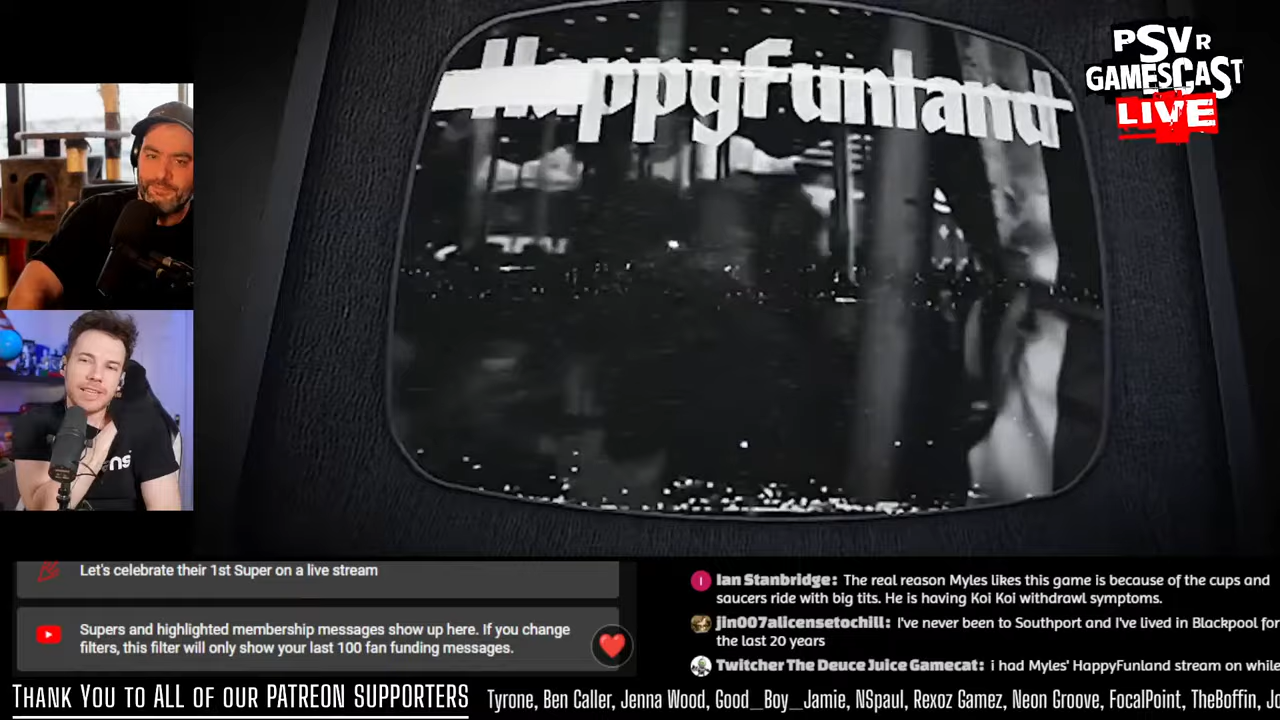 HappyFunland
PSVR
GAMESCAST
LIVE
Let's celebrate their 1st Super on a live stream
Supers and highlighted membership messages show up here. If you change
filters, this filter will only show your last 100 fan funding messages.
Ian Stanbridge: The real reason Myles likes this game is because of the cups and
saucers ride with big tits. He is having Koi Koi withdrawl symptoms.
jin007alicensetochill: I've never been to Southport and I've lived in Blackpool for
the last 20 years
Twitcher The Deuce Juice Gamecat: i had Myles' HappyFunland stream on while
THANK YOU TO ALL OF OUR PATREON SUPPORTERS
Tyrone, Ben Caller, Jenna Wood, Good_Boy_Jamie, NSpaul, Rexoz Gamez, Neon Groove, FocalPoint, TheBoffin,